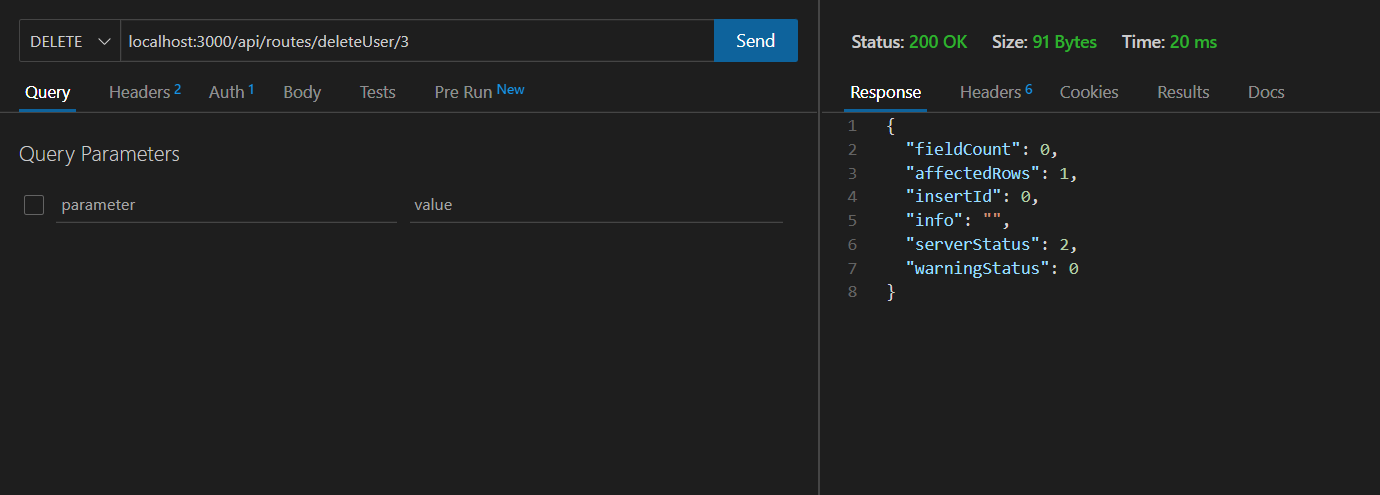 DELETE localhost:3000/api/routes/deleteUser/3 Send
Query Headers 2 Auth 1 Body Tests Pre Run New
Query Parameters
parameter value
Status: 200 OK Size: 91 Bytes Time: 20 ms
Response Headers 6 Cookies Results Docs
1 {
2 "fieldCount": 0,
3 "affectedRows": 1,
4 "insertId": 0,
5 "info": "",
6 "serverStatus": 2,
7 "warningStatus": 0
8 }